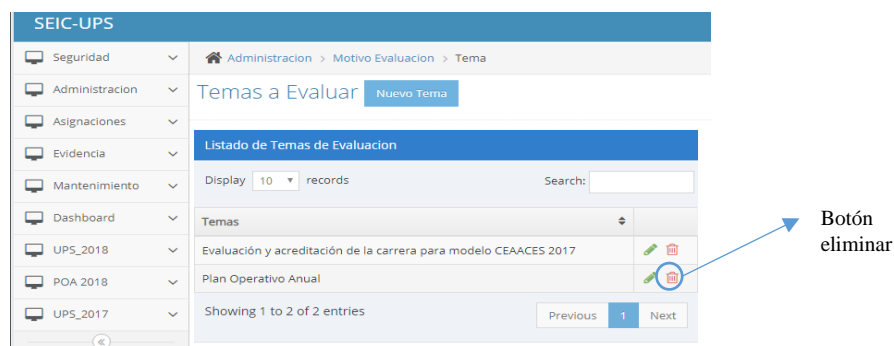 SEIC-UPS
Seguridad
Administracion
Asignaciones
Evidencia
Mantenimiento
Dashboard
UPS_2018
POA 2018
UPS_2017
Administracion > Motivo Evaluacion > Tema
Temas a Evaluar Nuevo Tema
Listado de Temas de Evaluacion
Display 10 records Search:
Temas
Evaluación y acreditación de la carrera para modelo CEAACES 2017
Plan Operativo Anual
Showing 1 to 2 of 2 entries Previous 1 Next
Botón
eliminar